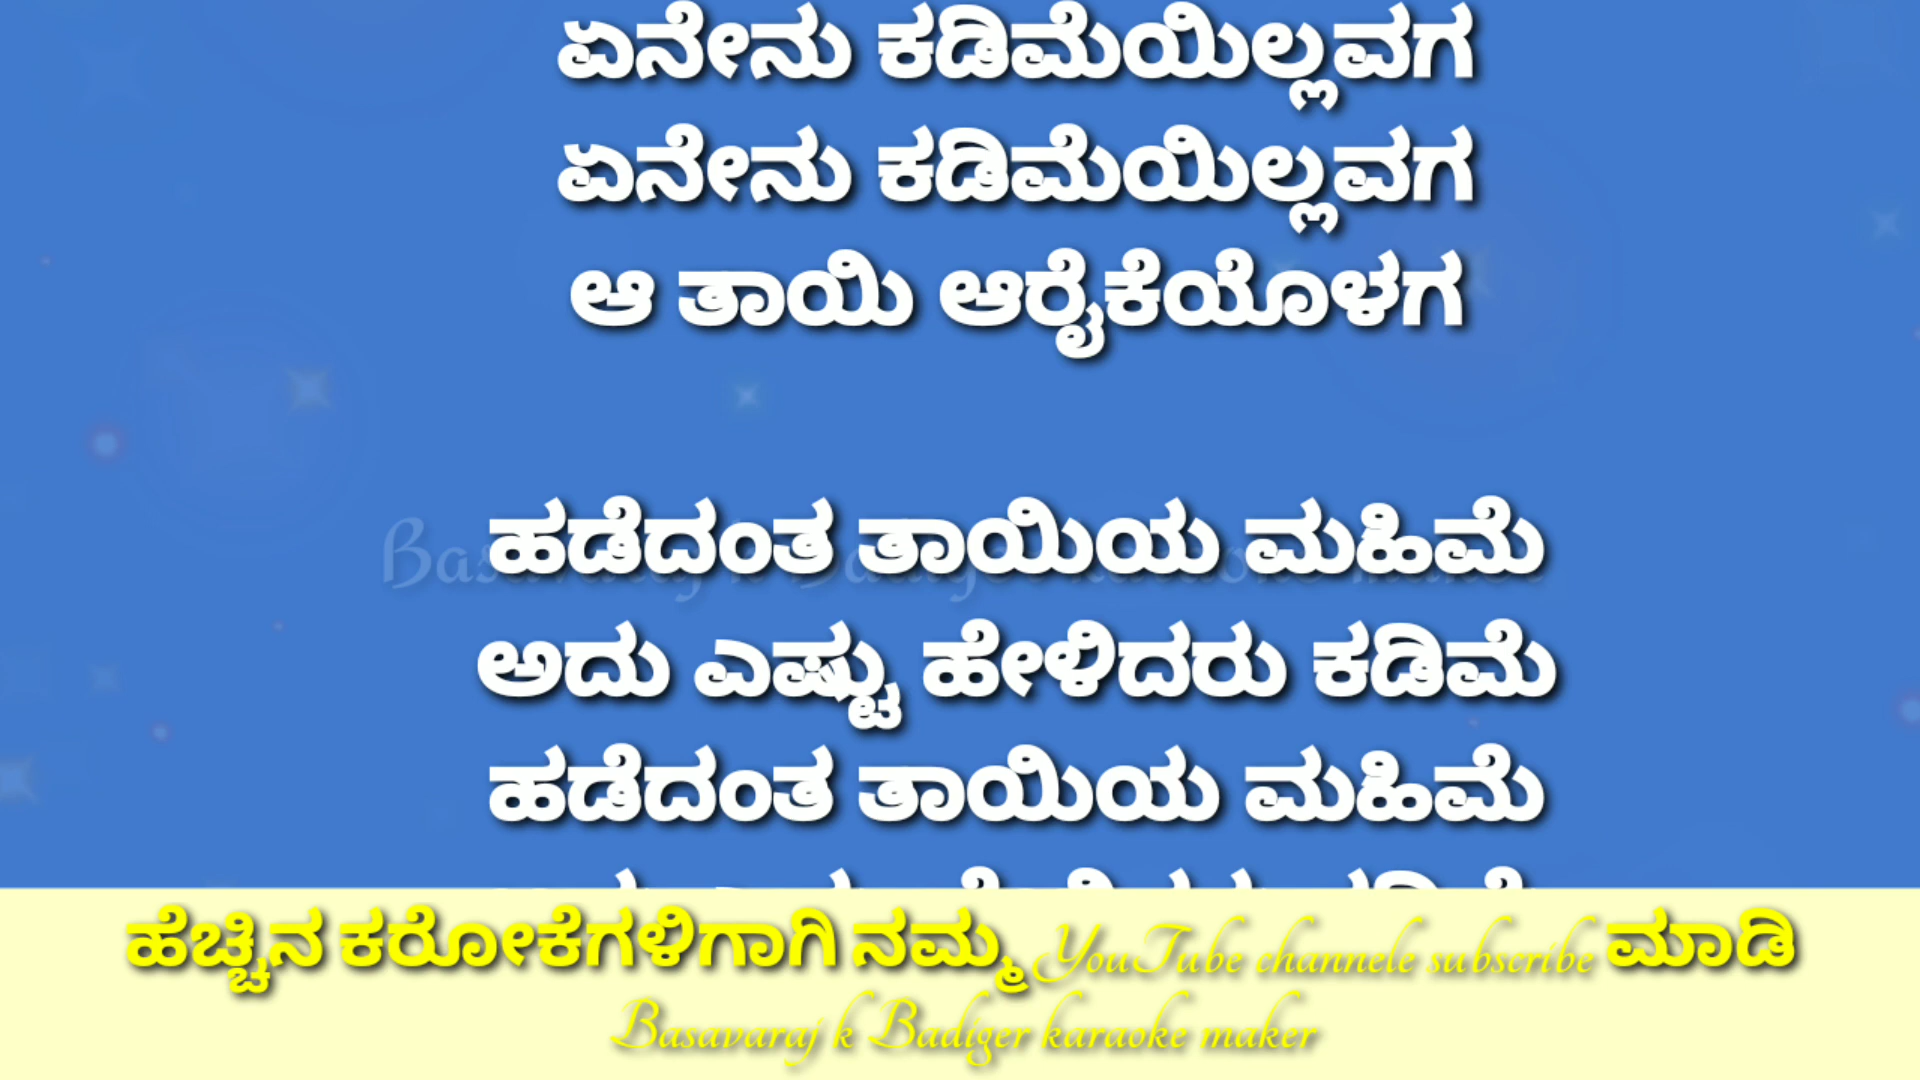 ಏನೇನು ಕಡಿಮೆಯಿಲ್ಲವಗ
ಏನೇನು ಕಡಿಮೆಯಿಲ್ಲವಗ
ಆ ತಾಯಿ ಆರೈಕೆಯೊಳಗ
ಹಡೆದಂತ ತಾಯಿಯ ಮಹಿಮೆ
ಅದು ಎಷ್ಟು ಹೇಳಿದರು ಕಡಿಮೆ
ಹಡೆದಂತ ತಾಯಿಯ ಮಹಿಮೆ
ಹೆಚ್ಚಿನ ಕರೋಕೆಗಳಿಗಾಗಿ ನಮ್ಮ YouTube channele subscribe ಮಾಡಿ
Basavaraj k Badiger karaoke maker